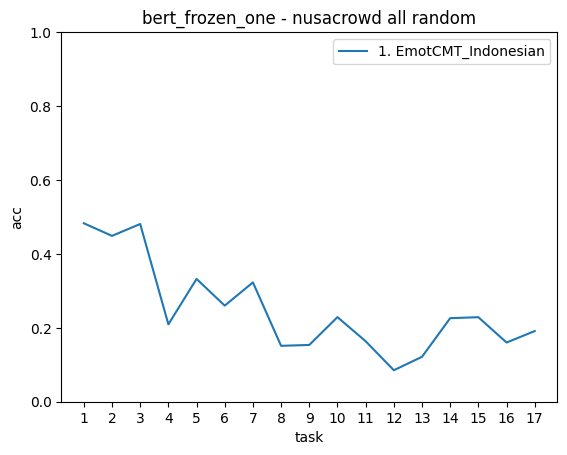 bert_frozen_one - nusacrowd all random
1. EmotCMT_Indonesian
1.0
0.8
0.6
0.4
0.2
0.0
acc
1 2 3 4 5 6 7 8 9 10 11 12 13 14 15 16 17
task